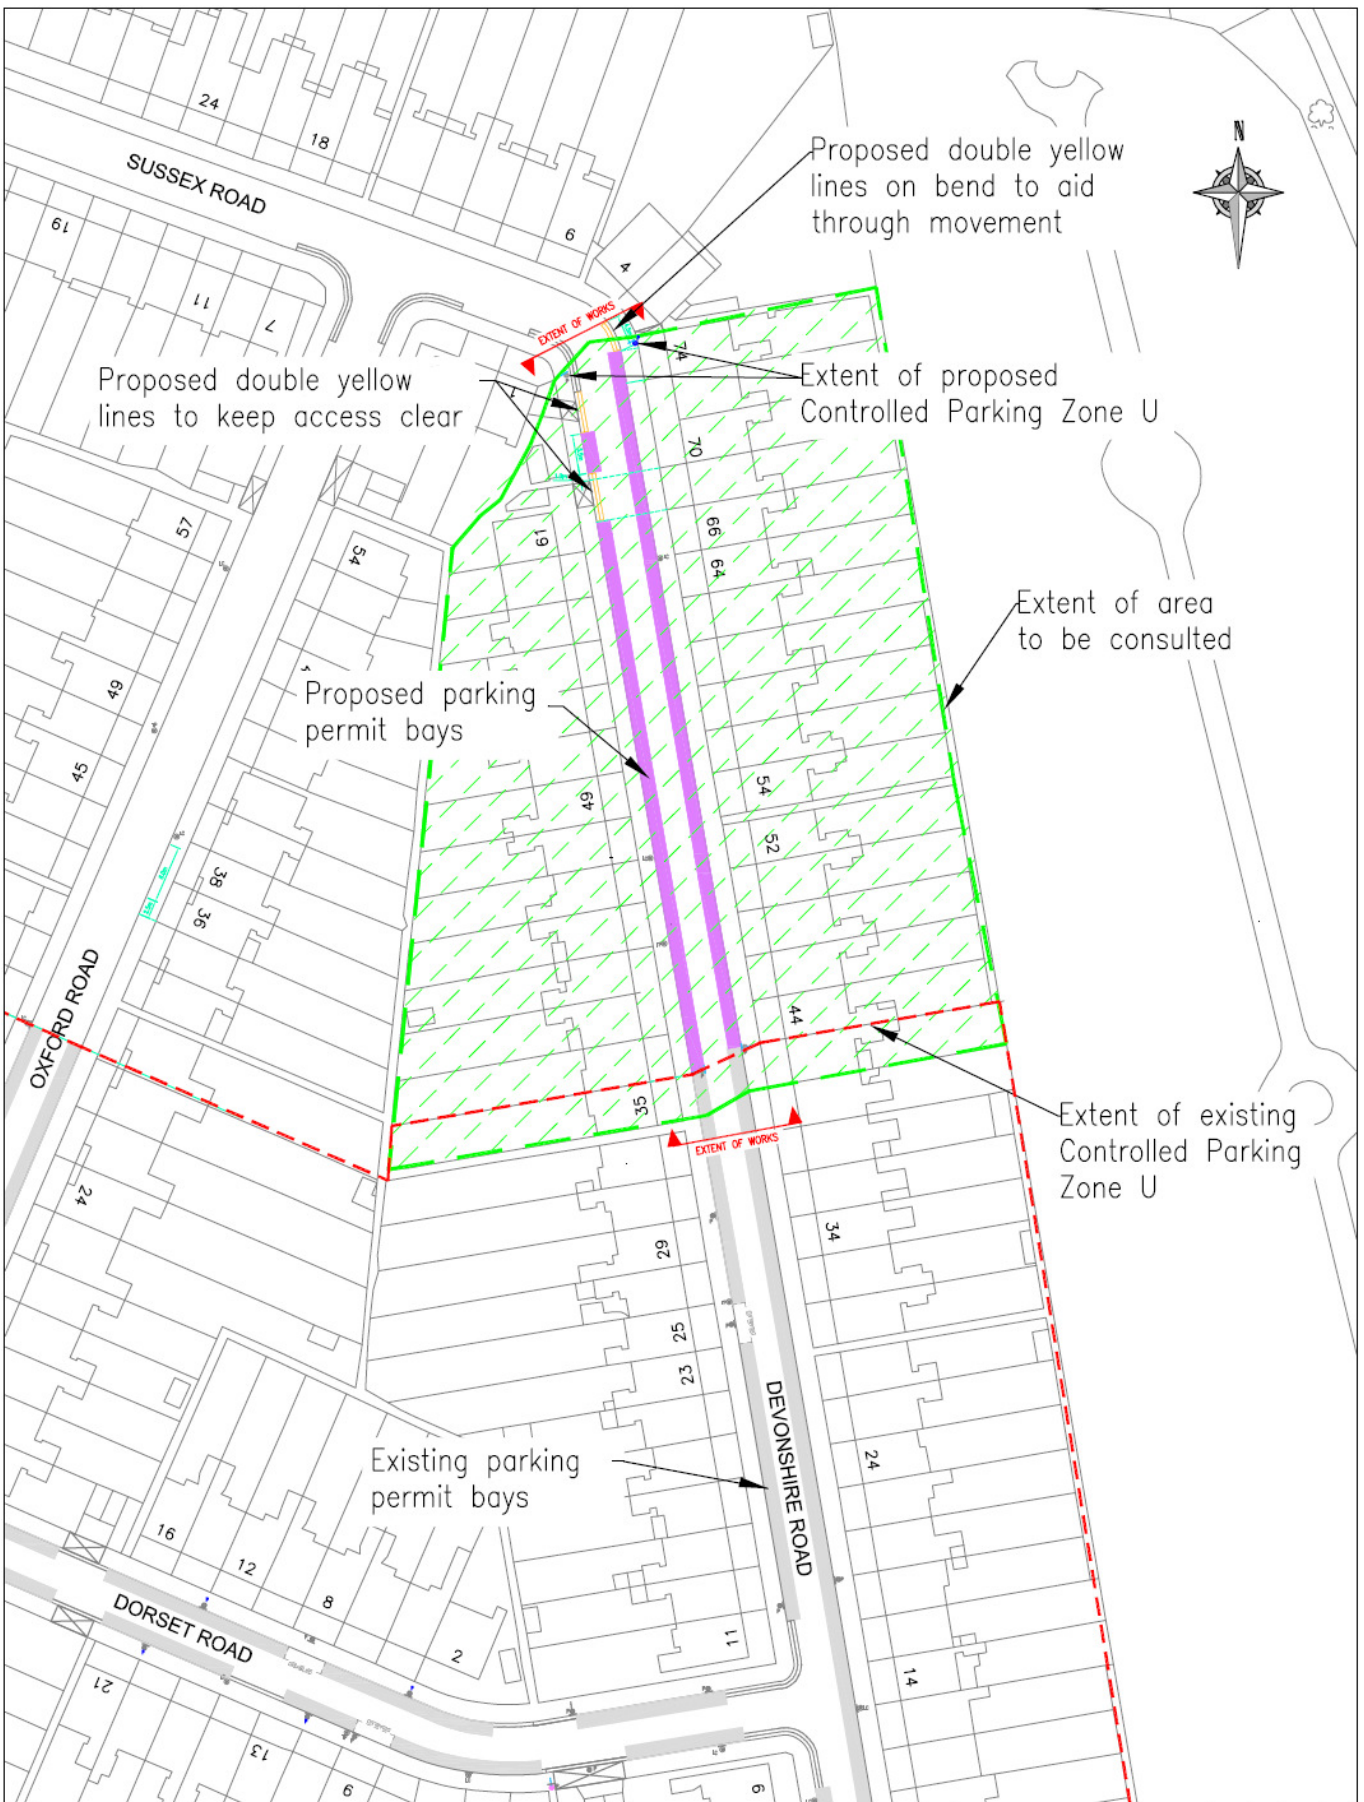 24
18
SUSSEX ROAD
Proposed double yellow
lines on bend to aid
through movement
N
19
11
7
6
4
EXTENT OF WORKS
74
Proposed double yellow
lines to keep access clear
1
Extent of proposed
Controlled Parking Zone U
70
57
54
61
66
64
Extent of area
to be consulted
49
Proposed parking
permit bays
45
49
54
52
38
36
OXFORD ROAD
44
35
EXTENT OF WORKS
Extent of existing
Controlled Parking
Zone U
24
29
34
25
23
DEVONSHIRE ROAD
24
Existing parking
permit bays
16
12
8
2
DORSET ROAD
11
14
21
13
9
6